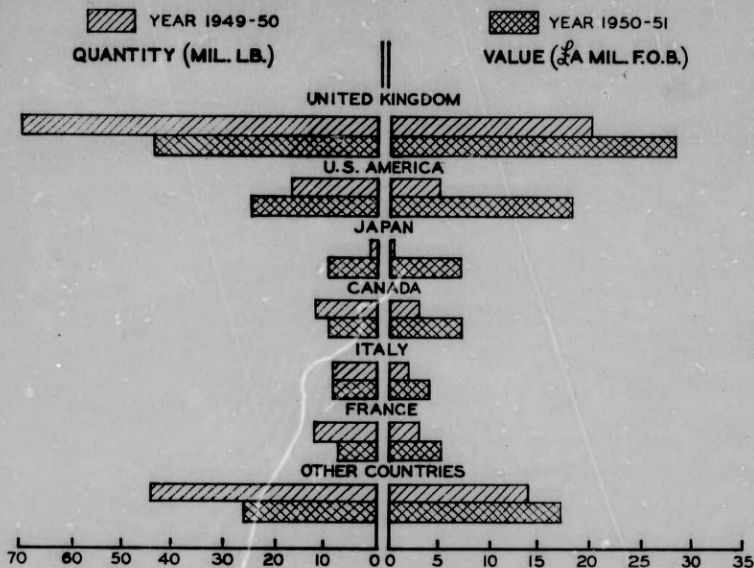 YEAR 1949-50 YEAR 1950-51
QUANTITY (MIL. LB.) VALUE (£A MIL. F.O.B.)
UNITED KINGDOM
U.S. AMERICA
JAPAN
CANADA
ITALY
FRANCE
OTHER COUNTRIES
70 60 50 40 30 20 10 0 0 5 10 15 20 25 30 35